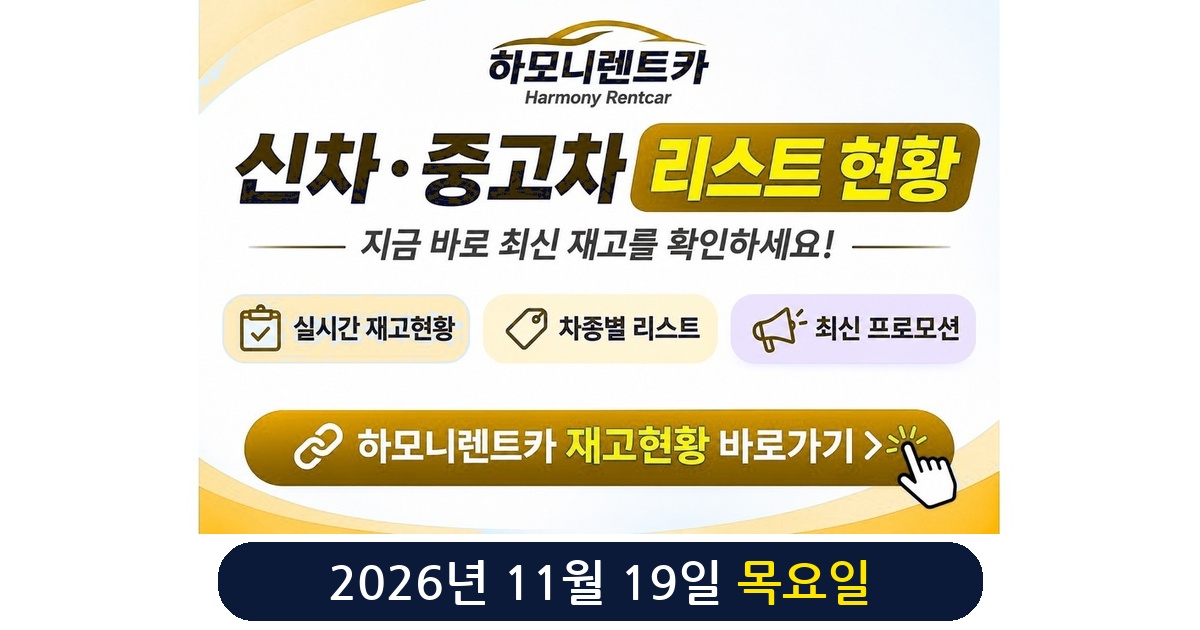 하모니렌트카
Harmony Rentcar
신차·중고차 리스트 현황
지금 바로 최신 재고를 확인하세요!
실시간 재고현황
차종별 리스트
최신 프로모션
하모니렌트카 재고현황 바로가기 >
2026년 11월 19일 목요일